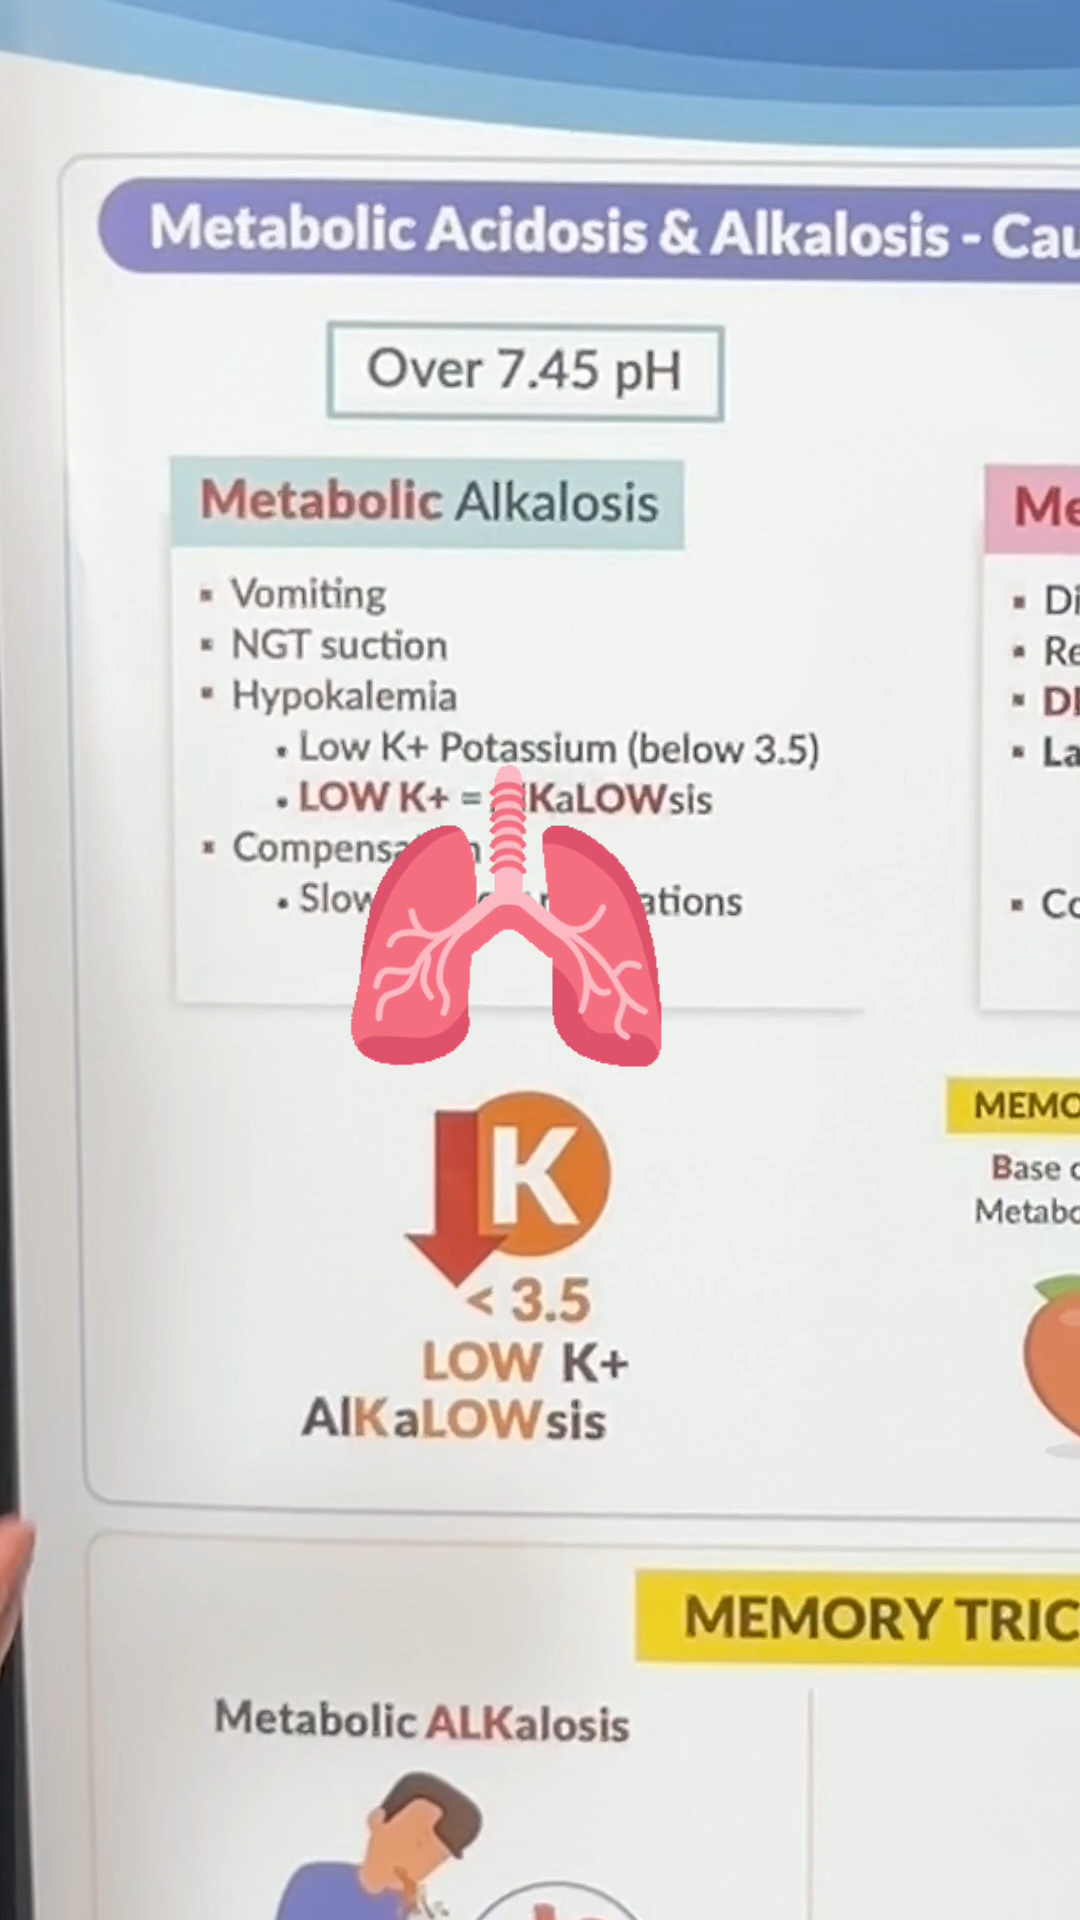 Metabolic Acidosis & Alkalosis - Cau
Over 7.45 pH
Metabolic Alkalosis
▪ Vomiting
▪ NGT suction
▪ Hypokalemia
• Low K+ Potassium (below 3.5)
• LOW K+ = KaLOWsis
▪ Compensa
• Slow ations
K
< 3.5
LOW K+
AlKaLOWsis
Me
▪ Di
▪ Re
▪ DK
▪ La
▪ Co
MEMO
Base o
Metabo
MEMORY TRIC
Metabolic ALKalosis